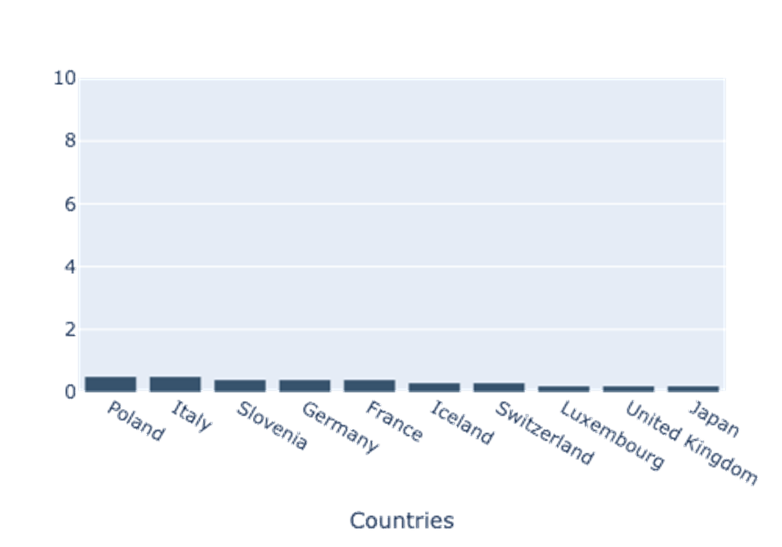 10
8
6
4
2
0
Poland
Italy
Slovenia
Germany
France
Iceland
Switzerland
Luxembourg
United Kingdom
Japan
Countries